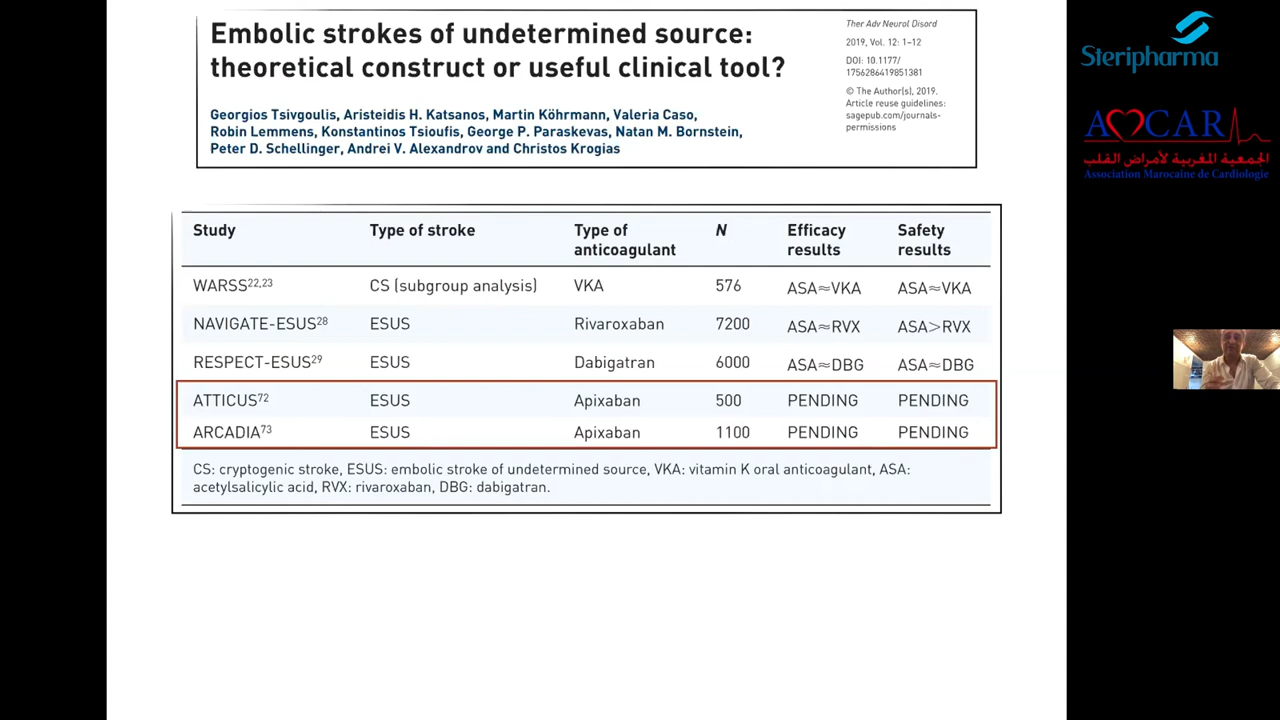 Embolic strokes of undetermined source:
theoretical construct or useful clinical tool?
Georgios Tsivgoulis, Aristeidis H. Katsanos, Martin Köhrmann, Valeria Caso,
Robin Lemmens, Konstantinos Tsioufis, George P. Paraskevas, Natan M. Bornstein,
Peter D. Schellinger, Andrei V. Alexandrov and Christos Krogias
Ther Adv Neurol Disord
2019, Vol. 12: 1–12
DOI: 10.1177/
1756286419851381
© The Author(s), 2019.
Article reuse guidelines:
sagepub.com/journals-
permissions
Steripharma
AMCAR
الجمعية المغربية لأمراض القلب
Association Marocaine de Cardiologie
Study Type of stroke Type of anticoagulant N Efficacy results Safety results
WARSS22,23 CS (subgroup analysis) VKA 576 ASA≈VKA ASA≈VKA
NAVIGATE-ESUS28 ESUS Rivaroxaban 7200 ASA≈RVX ASA>RVX
RESPECT-ESUS29 ESUS Dabigatran 6000 ASA≈DBG ASA≈DBG
ATTICUS72 ESUS Apixaban 500 PENDING PENDING
ARCADIA73 ESUS Apixaban 1100 PENDING PENDING
CS: cryptogenic stroke, ESUS: embolic stroke of undetermined source, VKA: vitamin K oral anticoagulant, ASA:
acetylsalicylic acid, RVX: rivaroxaban, DBG: dabigatran.